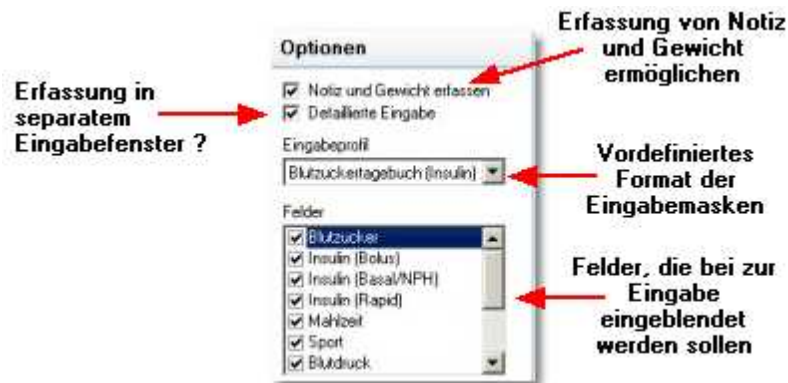 Optionen
Notiz und Gewicht erfassen
Detaillierte Eingabe
Eingabeprofil
Blutzuckertagebuch (Insulin)
Felder
Blutzucker
Insulin (Bolus)
Insulin (Basal/NPH)
Insulin (Rapid)
Mahlzeit
Sport
Blutdruck
Erfassung in
separatem
Eingabefenster ?
Erfassung von Notiz
und Gewicht
ermöglichen
Vordefiniertes
Format der
Eingabemasken
Felder, die bei zur
Eingabe
eingeblendet
werden sollen